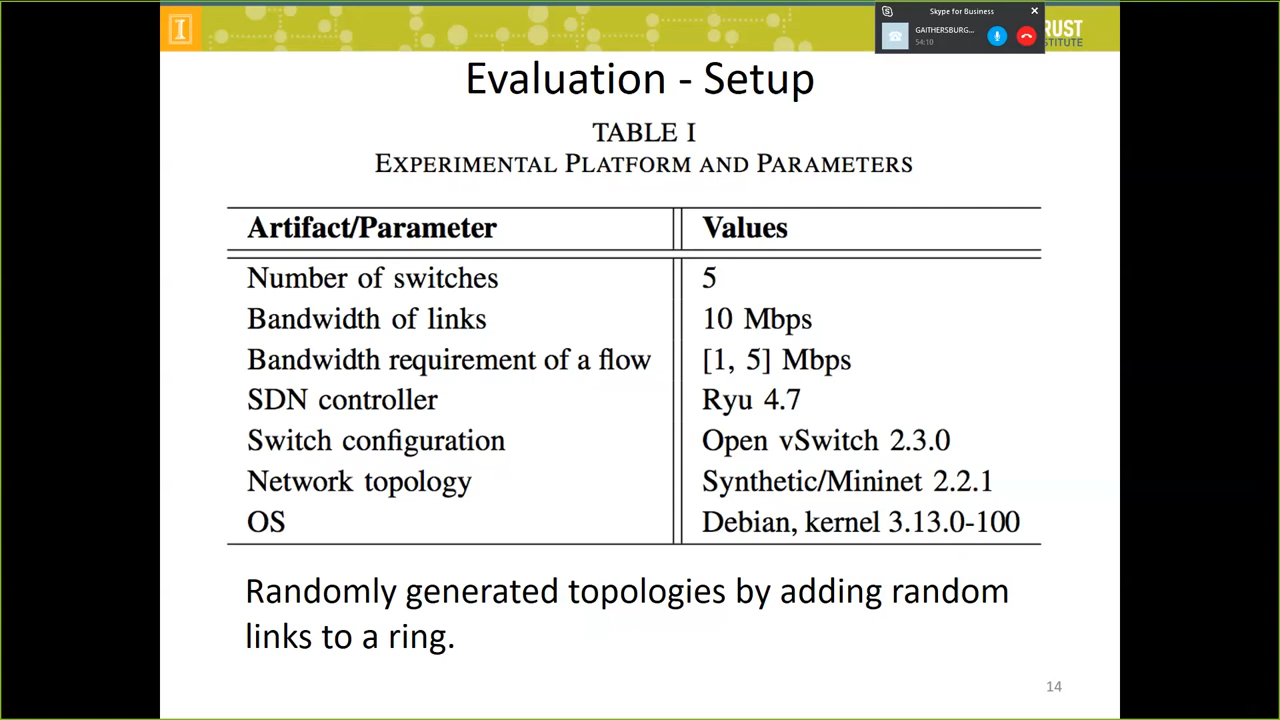 I
Skype for Business
GAITHERSBURG...
54:10
RUST
STITUTE
Evaluation - Setup
TABLE I
EXPERIMENTAL PLATFORM AND PARAMETERS
Artifact/Parameter Values
Number of switches 5
Bandwidth of links 10 Mbps
Bandwidth requirement of a flow [1, 5] Mbps
SDN controller Ryu 4.7
Switch configuration Open vSwitch 2.3.0
Network topology Synthetic/Mininet 2.2.1
OS Debian, kernel 3.13.0-100
Randomly generated topologies by adding random
links to a ring.
14